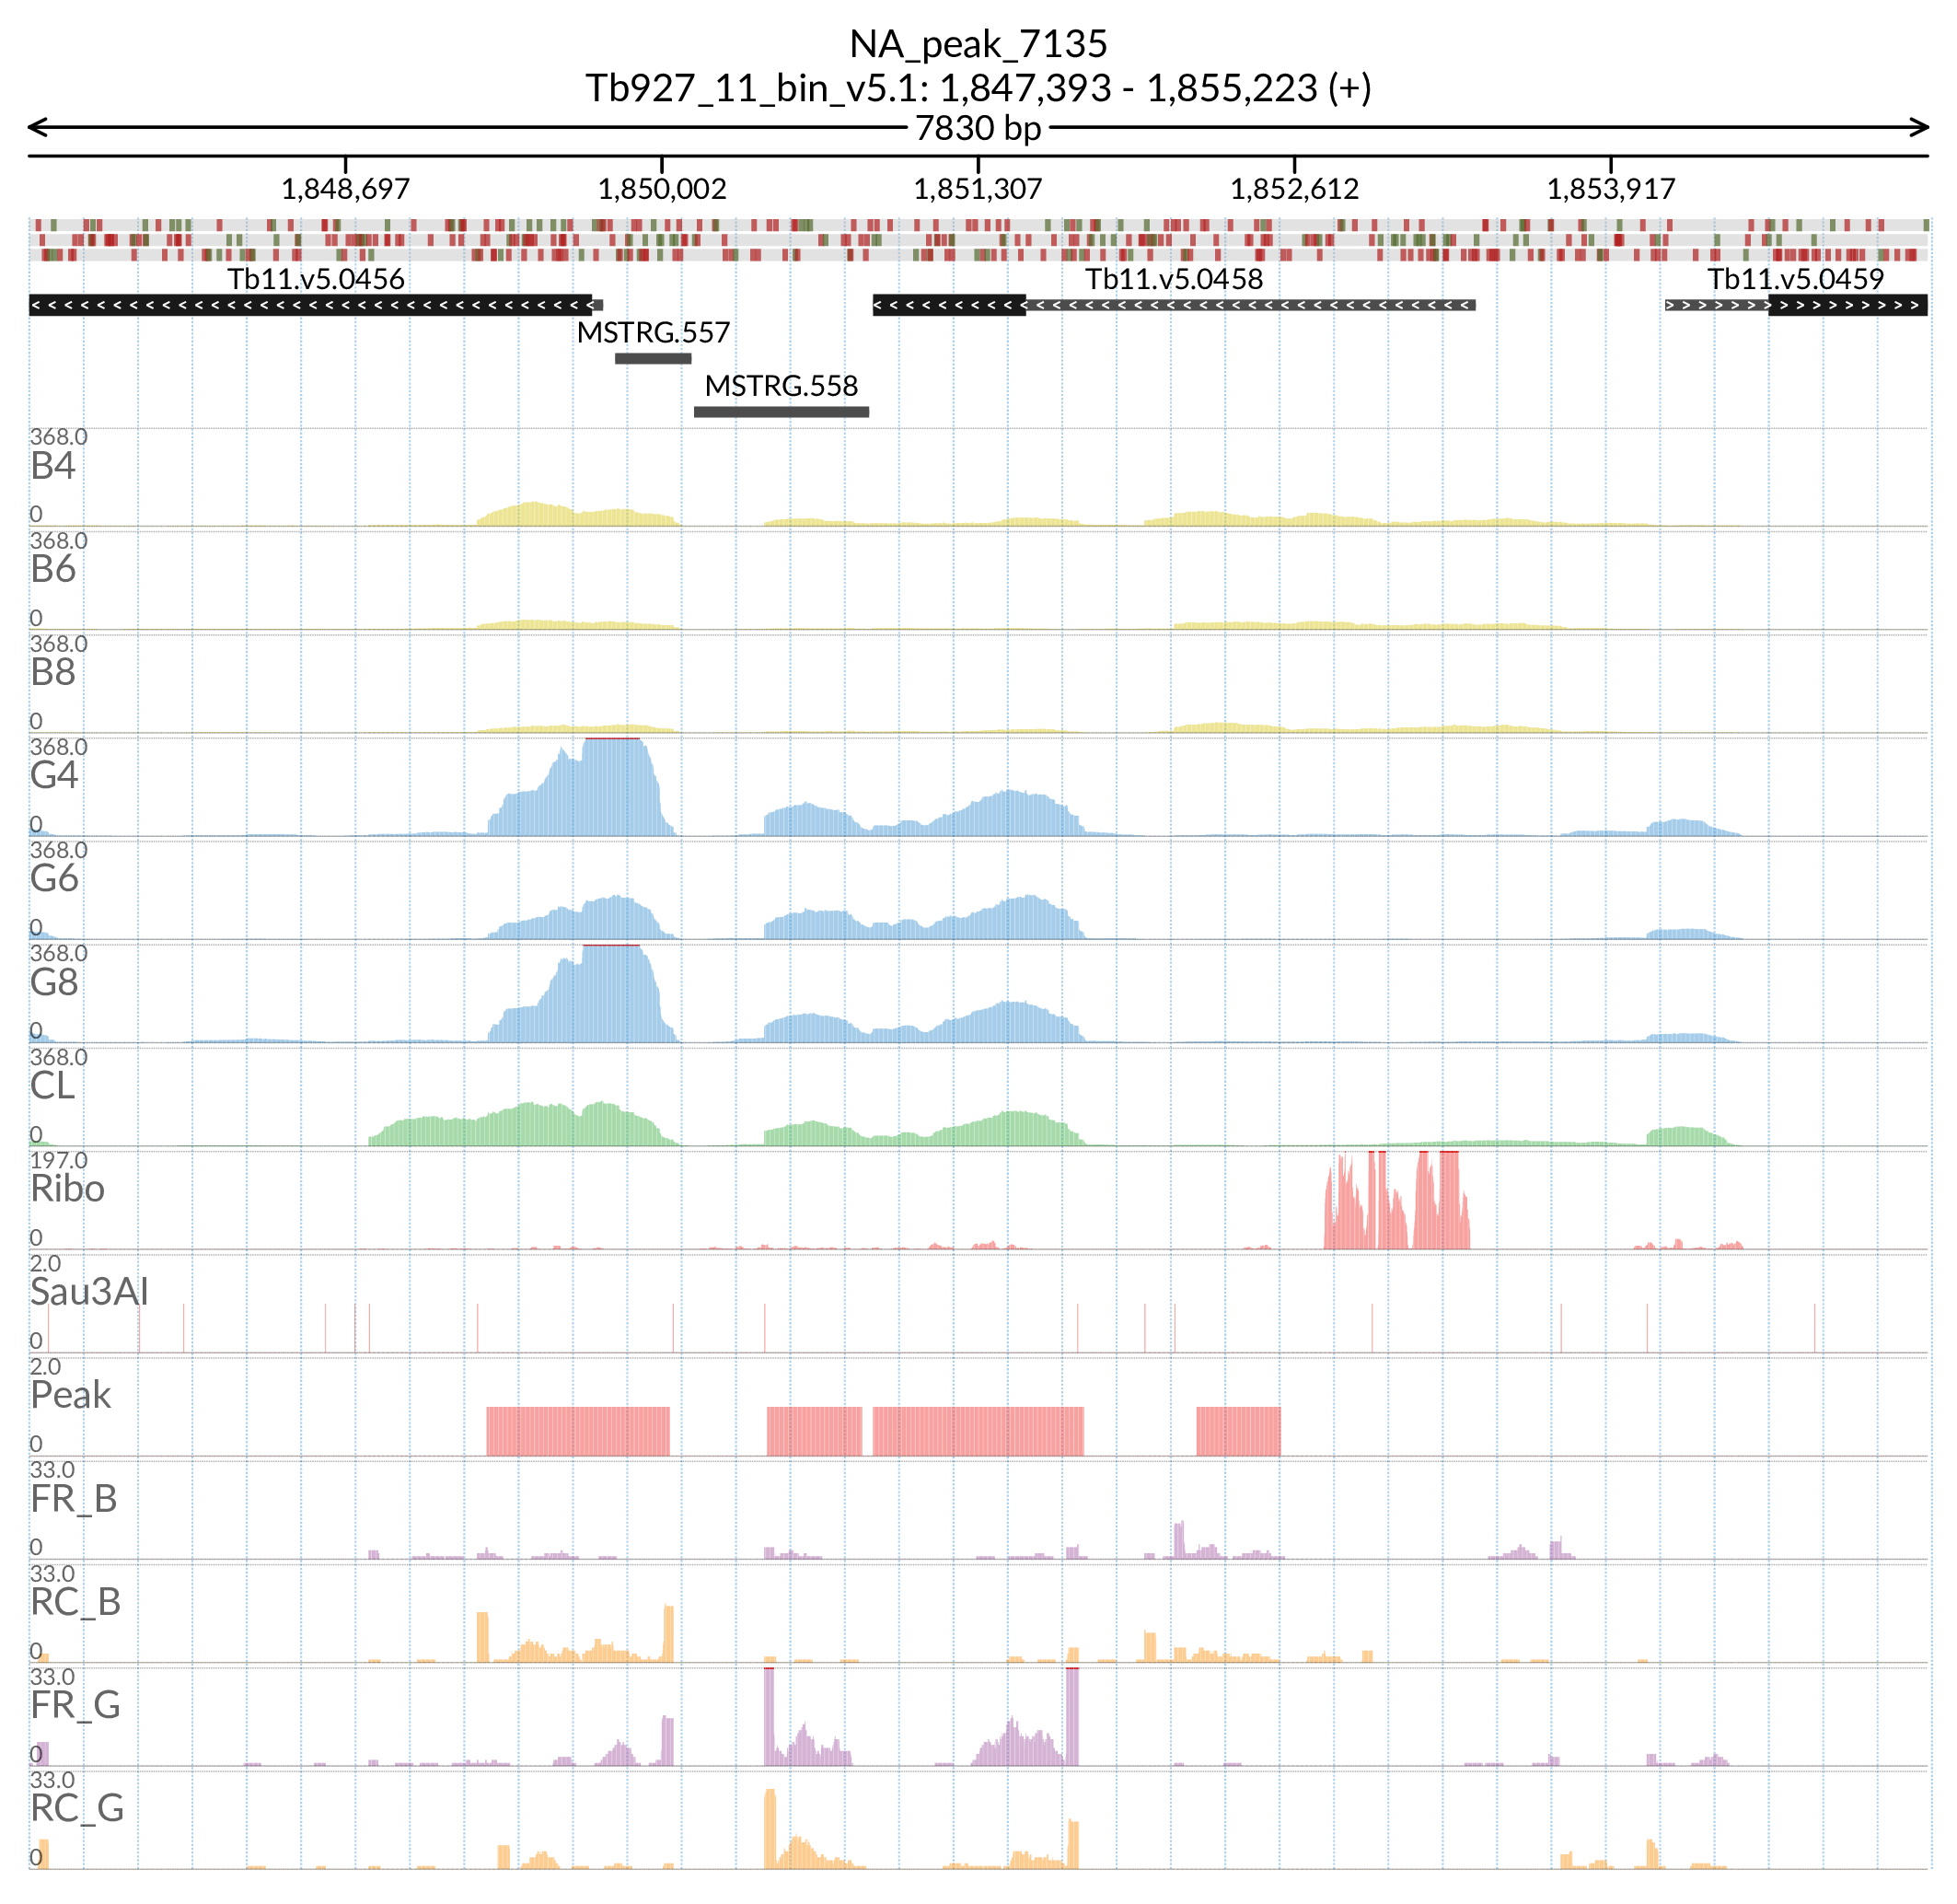 NA_peak_7135
Tb927_11_bin_v5.1: 1,847,393 - 1,855,223 (+)
7830 bp
1,848,697 1,850,002 1,851,307 1,852,612 1,853,917
Tb11.v5.0456 Tb11.v5.0458 Tb11.v5.0459
MSTRG.557
MSTRG.558
368.0
B4
0
368.0
B6
0
368.0
B8
0
368.0
G4
0
368.0
G6
0
368.0
G8
0
368.0
CL
0
197.0
Ribo
0
2.0
Sau3AI
0
2.0
Peak
0
33.0
FR_B
0
33.0
RC_B
0
33.0
FR_G
0
33.0
RC_G
0